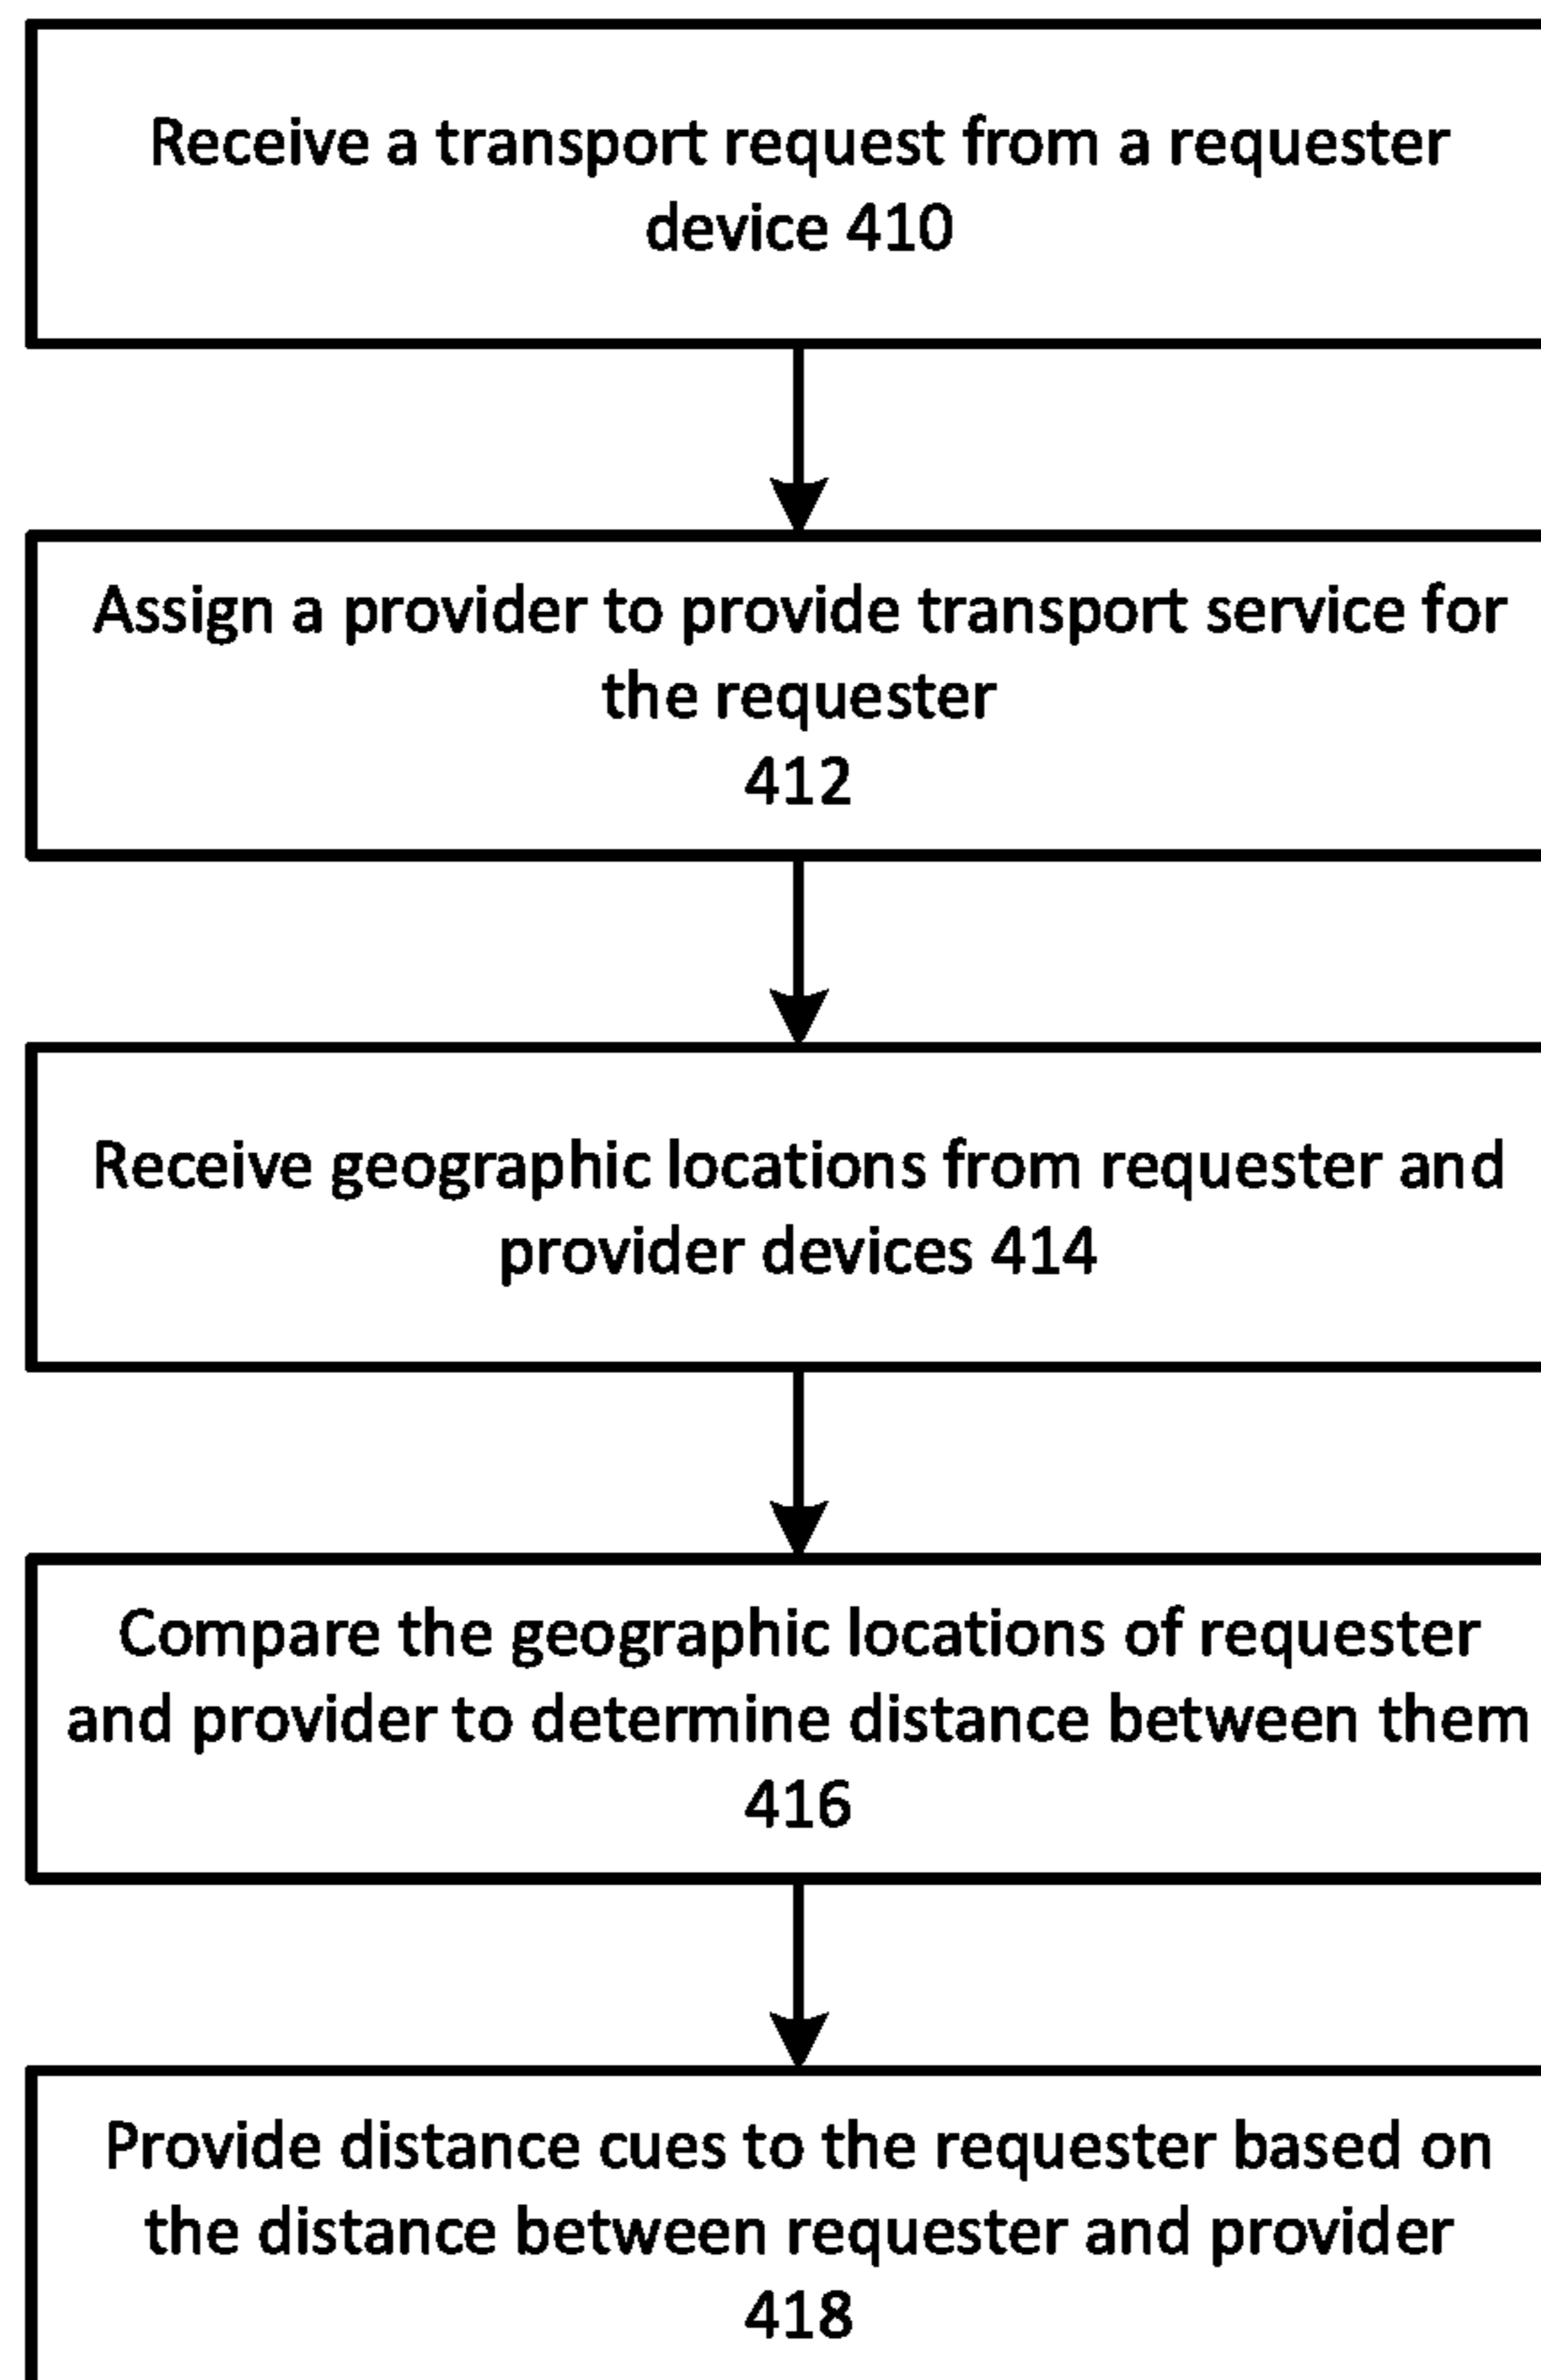 Receive a transport request from a requester
device 410
Assign a provider to provide transport service for
the requester
412
Receive geographic locations from requester and
provider devices 414
Compare the geographic locations of requester
and provider to determine distance between them
416
Provide distance cues to the requester based on
the distance between requester and provider
418